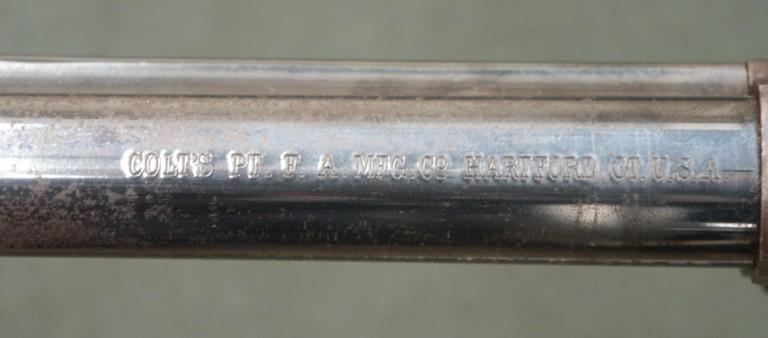 COLT'S PT. F. A. MFG. Co HARTFORD CT. U.S.A.